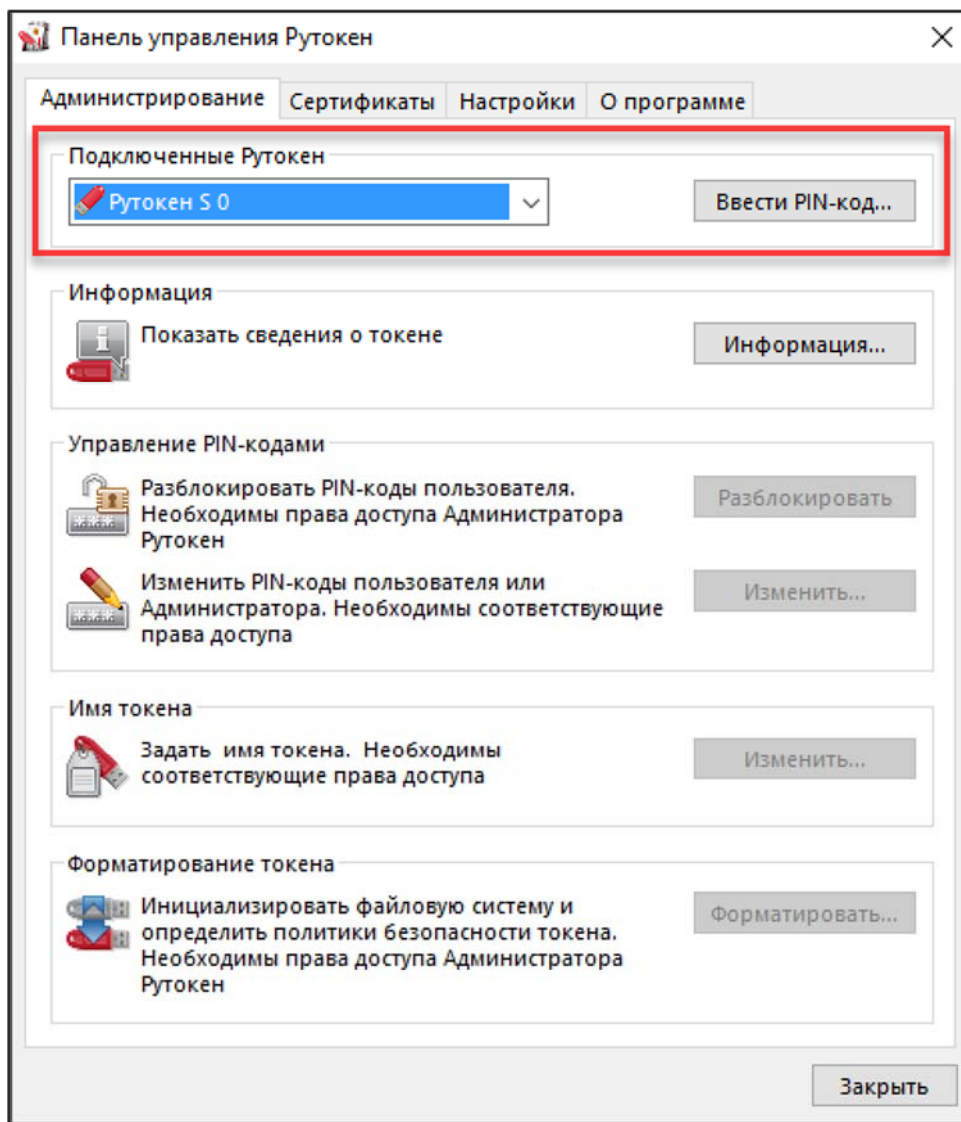 Панель управления Рутокен
Администрирование Сертификаты Настройки О программе
Подключенные Рутокен
Рутокен S 0
Ввести PIN-код...
Информация
Показать сведения о токене
Информация...
Управление PIN-кодами
Разблокировать PIN-коды пользователя.
Необходимы права доступа Администратора
Рутокен
Разблокировать
Изменить PIN-коды пользователя или
Администратора. Необходимы соответствующие
права доступа
Изменить...
Имя токена
Задать имя токена. Необходимы
соответствующие права доступа
Изменить...
Форматирование токена
Инициализировать файловую систему и
определить политики безопасности токена.
Необходимы права доступа Администратора
Рутокен
Форматировать...
Закрыть